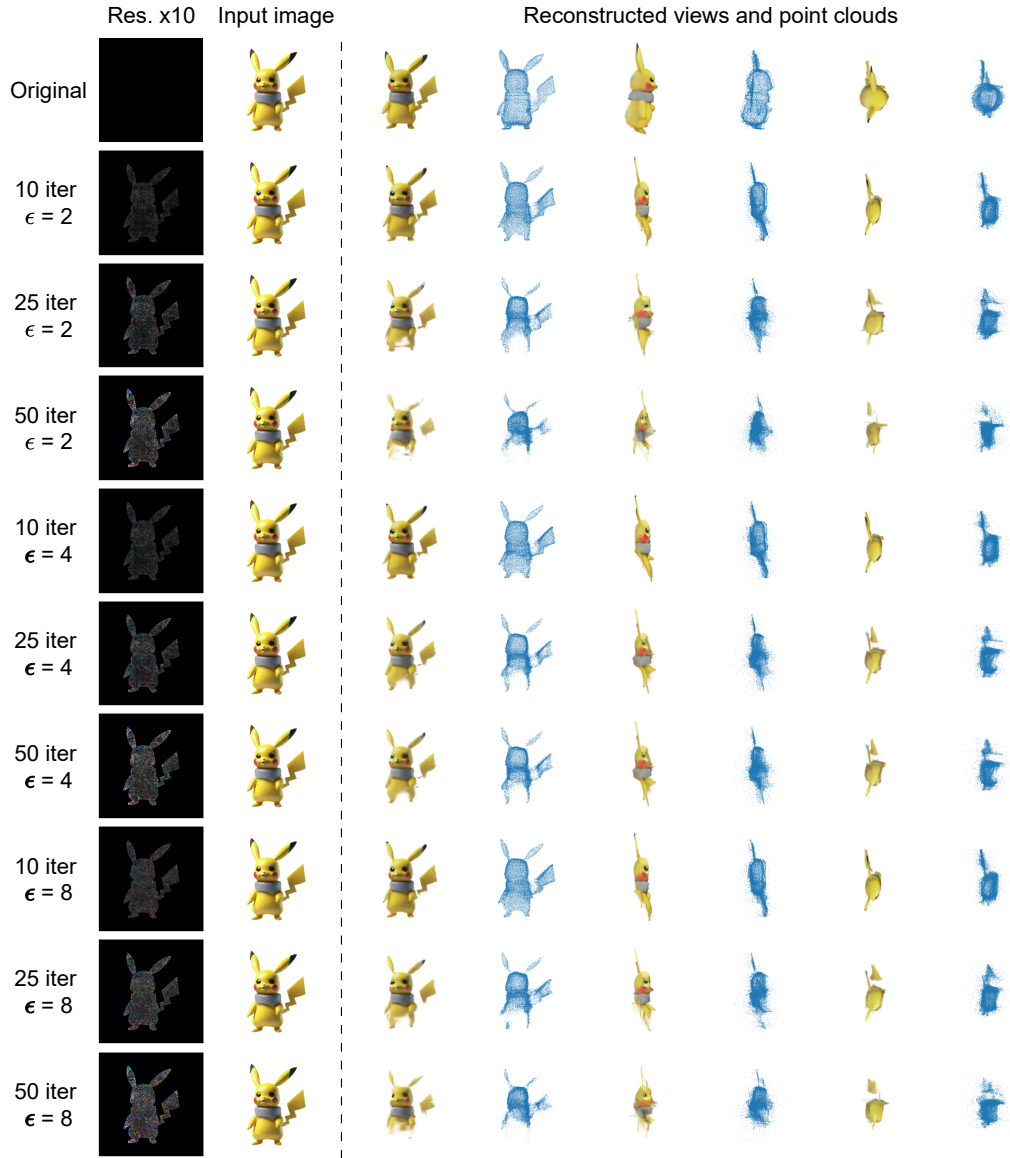 Res. x10 Input image Reconstructed views and point clouds
Original
10 iter
ϵ = 2
25 iter
ϵ = 2
50 iter
ϵ = 2
10 iter
ϵ = 4
25 iter
ϵ = 4
50 iter
ϵ = 4
10 iter
ϵ = 8
25 iter
ϵ = 8
50 iter
ϵ = 8